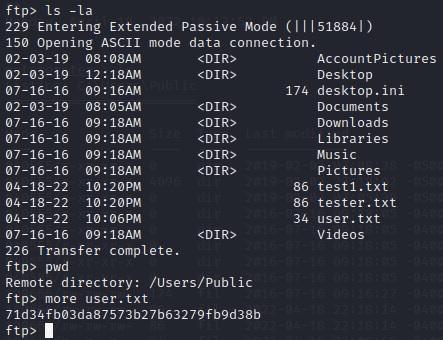 ftp> ls -la
229 Entering Extended Passive Mode (|||51884|)
150 Opening ASCII mode data connection.
02-03-19  08:08AM       <DIR>          AccountPictures
02-03-19  12:18AM       <DIR>          Desktop
07-16-16  09:16AM                  174 desktop.ini
02-03-19  08:05AM       <DIR>          Documents
07-16-16  09:18AM       <DIR>          Downloads
07-16-16  09:18AM       <DIR>          Libraries
07-16-16  09:18AM       <DIR>          Music
07-16-16  09:18AM       <DIR>          Pictures
04-18-22  10:20PM                   86 test1.txt
04-18-22  10:20PM                   86 tester.txt
04-18-22  10:06PM                   34 user.txt
07-16-16  09:18AM       <DIR>          Videos
226 Transfer complete.
ftp> pwd
Remote directory: /Users/Public
ftp> more user.txt
71d34fb03da87573b27b63279fb9d38b
ftp>